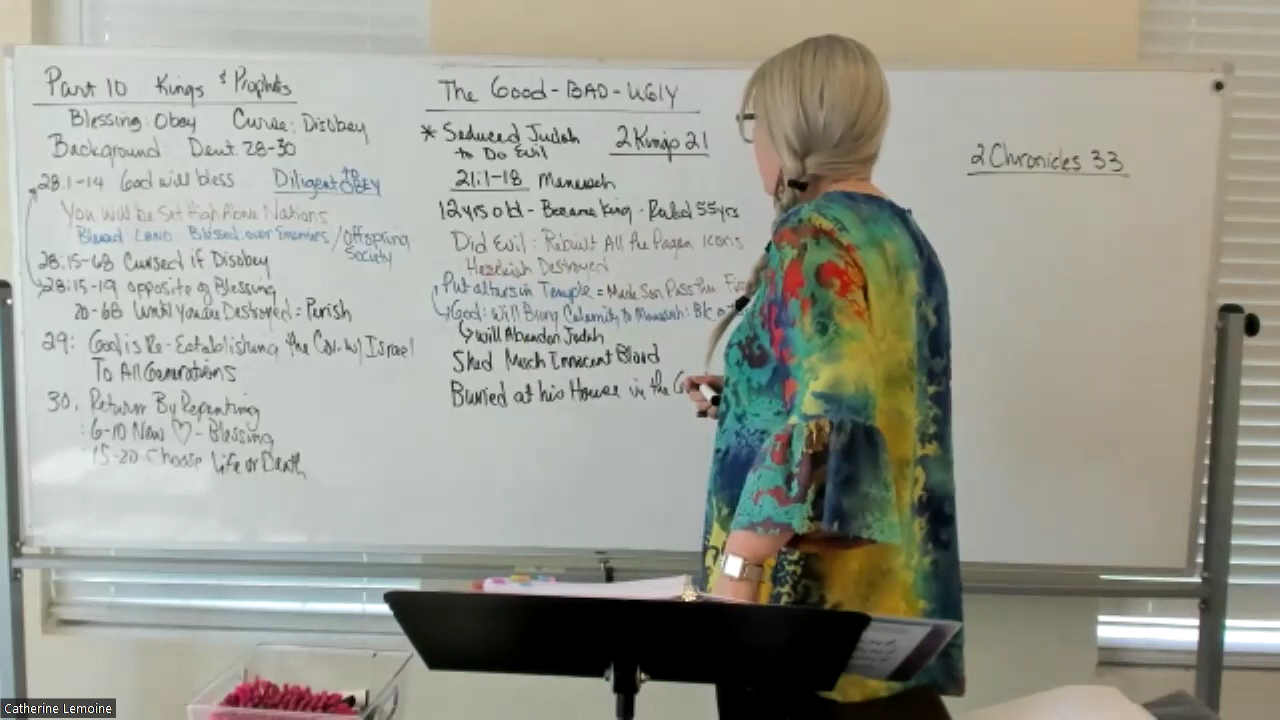 Part 10 Kings & Prophets
Blessing: Obey Curse: Disobey
Background: Deut. 28-30
28:1-14 God will bless Diligent to OBEY
You will be Set High Above Nations
Blessed LAND Blessed: over Enemies / Offspring
Society
28:15-68 Cursed if Disobey
28:15-19 opposite of Blessing
20-68 Until you are Destroyed = Perish
29: God is Re-Establishing the Cov. w/ Israel
To All Generations
30. Return By Repenting
: 6-10 New ♡ - Blessing
: 15-20 Choose Life or Death
The Good - BAD - UGLY
* Seduced Judah 2 Kings 21
to Do Evil
21:1-18 Manasseh
12 yrs old - Became King - Ruled 55 yrs
Did Evil: Rebuilt All the Pagan Icons
Hezekiah Destroyed
Put altars in Temple = Made Son Pass thru Fi
God: Will Bring Calamity to Manasseh: B/c o
↳ will Abandon Judah
Shed Much Innocent Blood
Buried at his House in the G
2 Chronicles 33
Catherine Lemoine